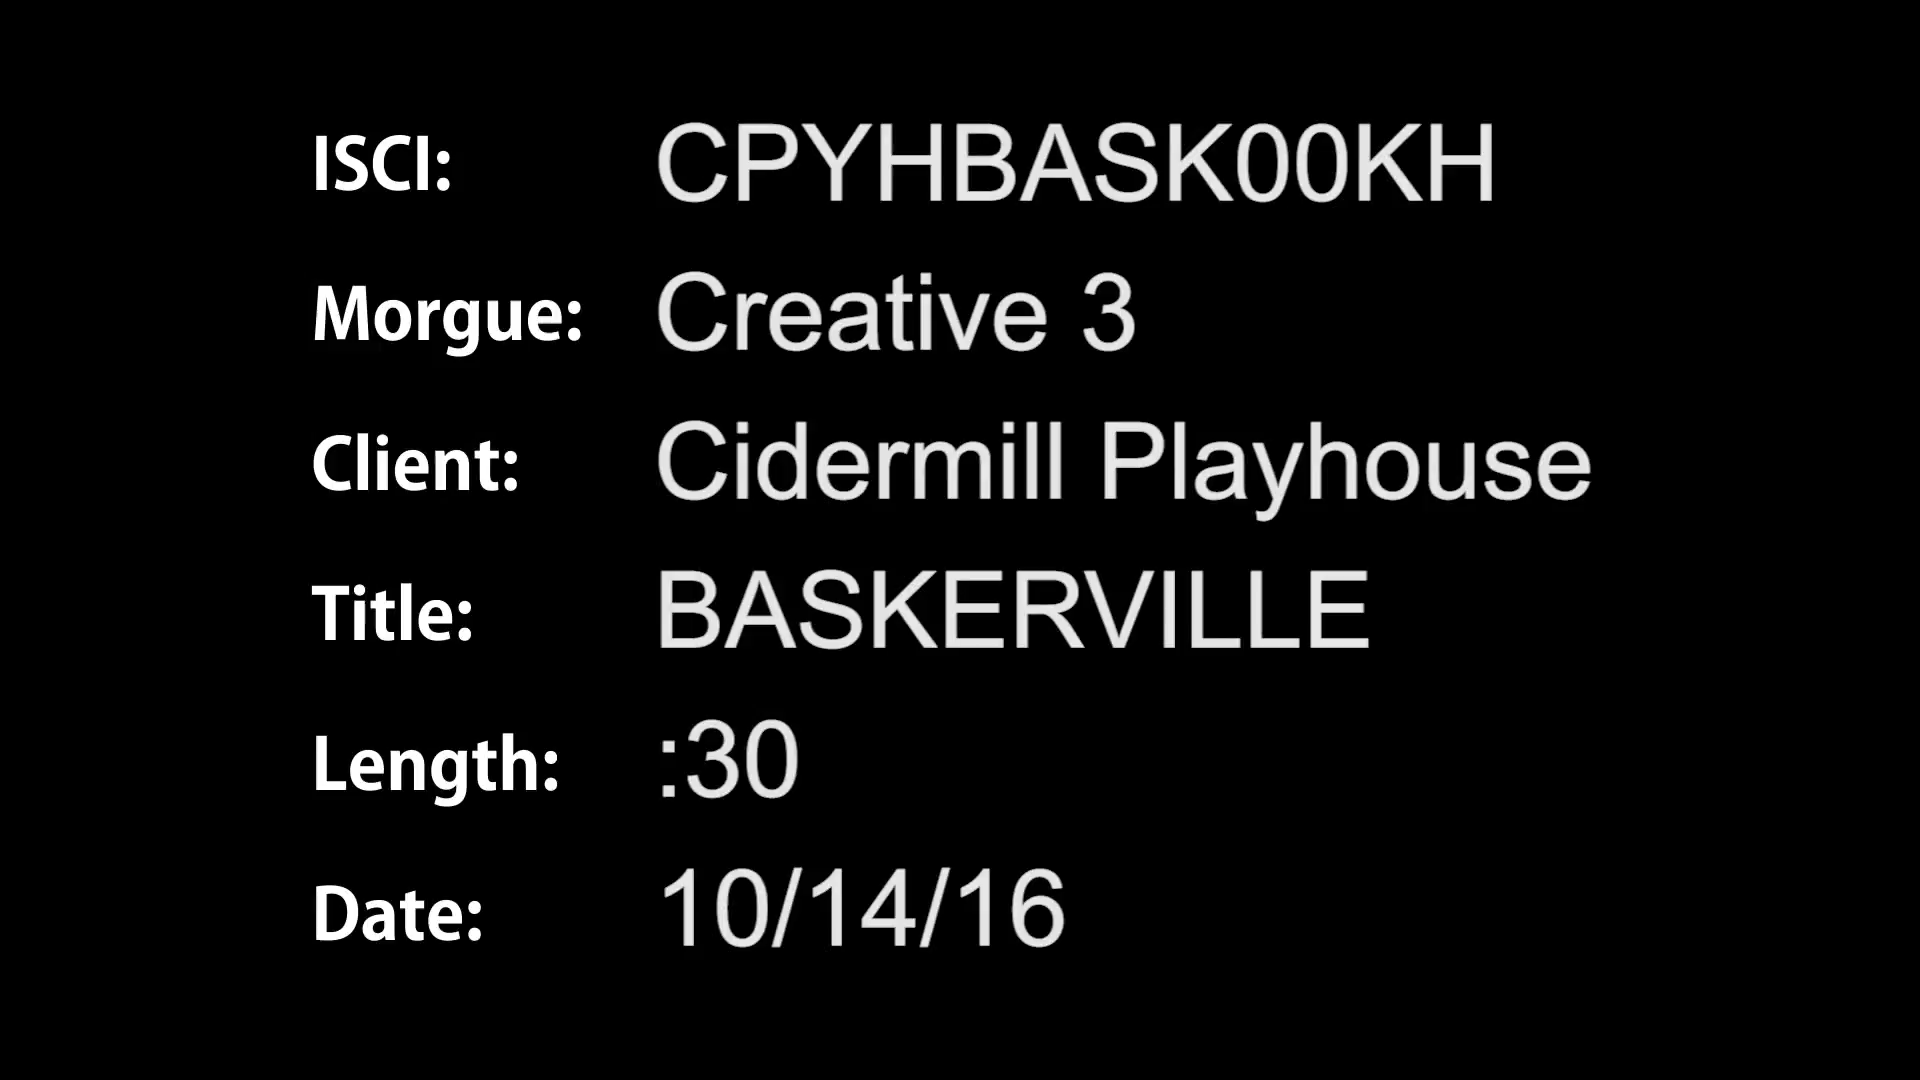 ISCI: CPYHBASK00KH
Morgue: Creative 3
Client: Cidermill Playhouse
Title: BASKERVILLE
Length: :30
Date: 10/14/16